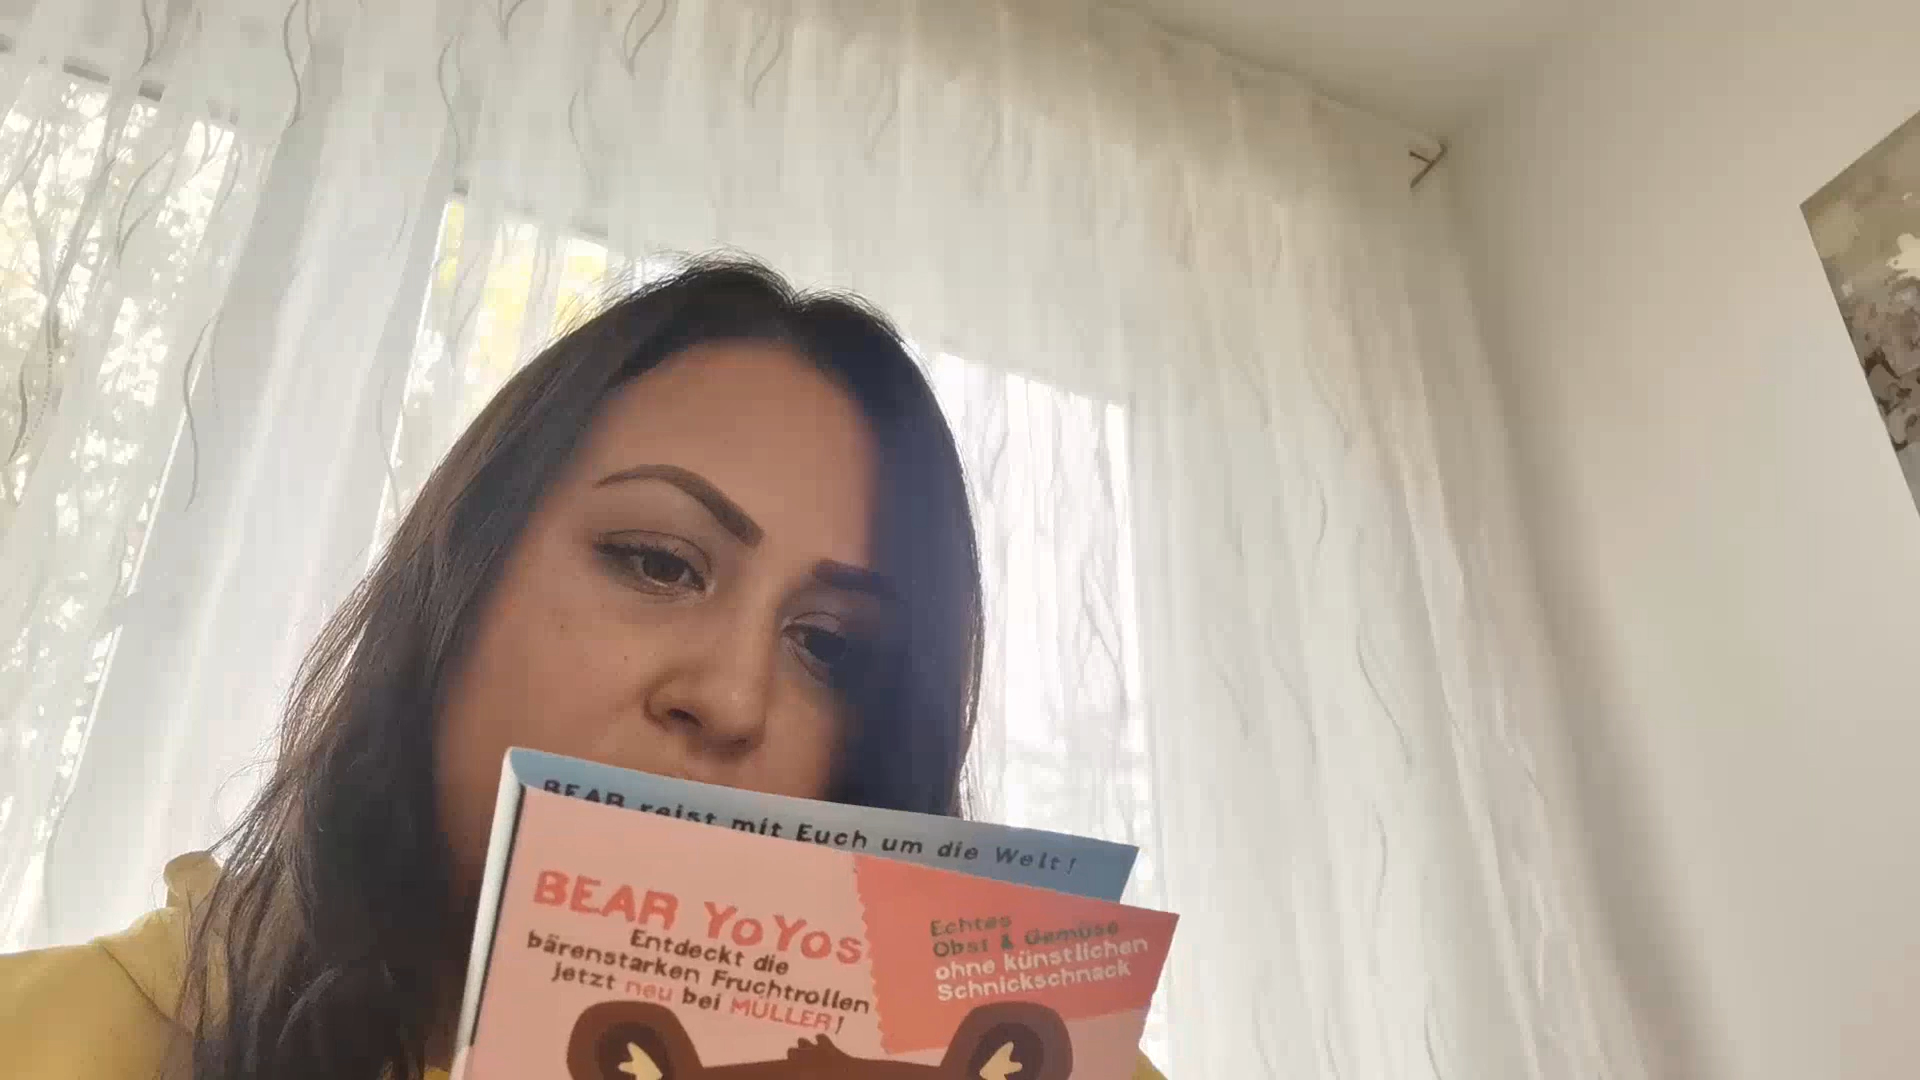 BEAR reist mit Euch um die Welt!
BEAR YoYos
Entdeckt die
bärenstarken Fruchtrollen
jetzt neu bei MÜLLER!
Echtes
Obst & Gemüse
ohne künstlichen
Schnickschnack